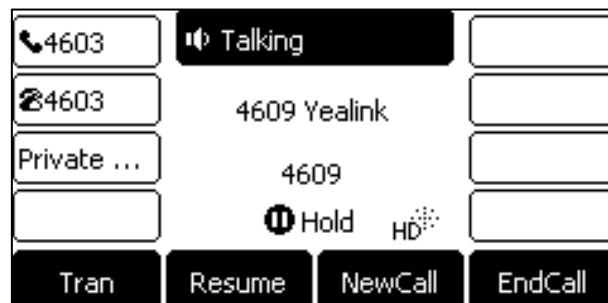 4603
Talking
4603
4609 Yealink
Private ...
4609
Hold HD
Tran Resume NewCall EndCall